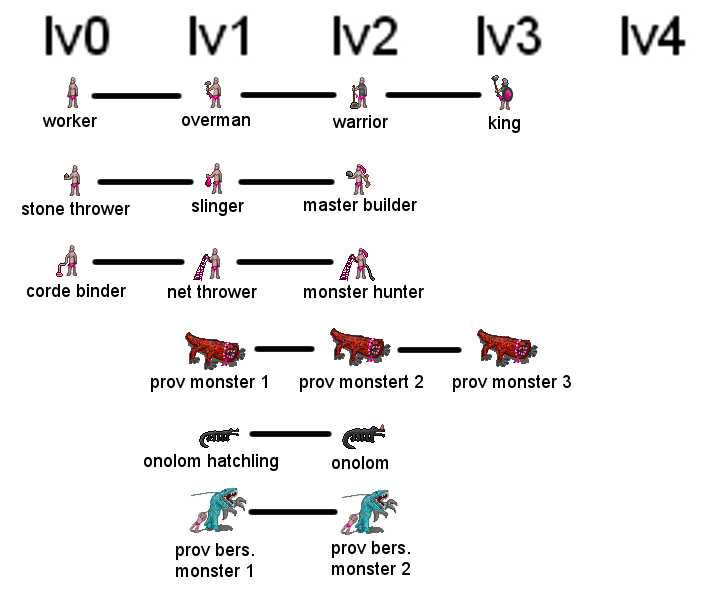 lv0 lv1 lv2 lv3 lv4
worker overman warrior king
stone thrower slinger master builder
corde binder net thrower monster hunter
prov monster 1 prov monstert 2 prov monster 3
onolom hatchling onolom
prov bers. prov bers.
monster 1 monster 2